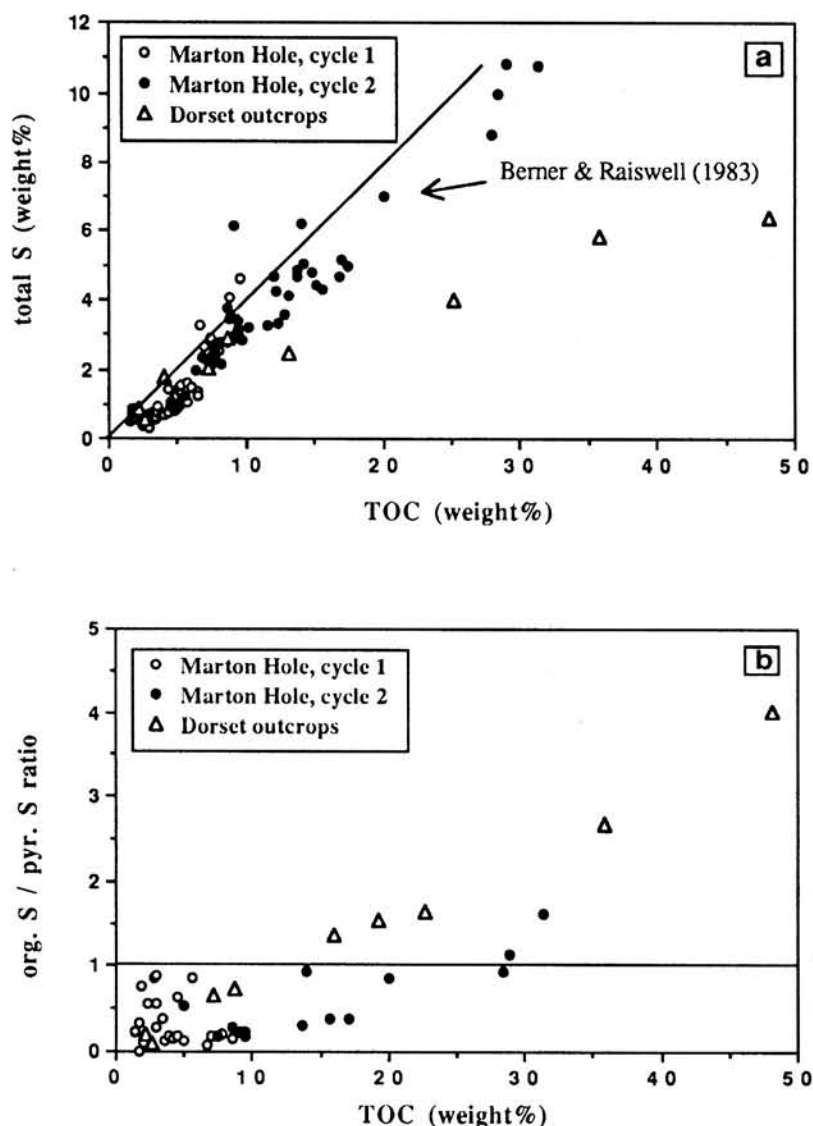 12
10
8
6
4
2
0
total S (weight%)
Marton Hole, cycle 1
Marton Hole, cycle 2
Dorset outcrops
a
Berner & Raiswell (1983)
0
10
20
30
40
50
TOC (weight%)
5
4
3
2
1
0
org. S / pyr. S ratio
Marton Hole, cycle 1
Marton Hole, cycle 2
Dorset outcrops
b
0
10
20
30
40
50
TOC (weight%)